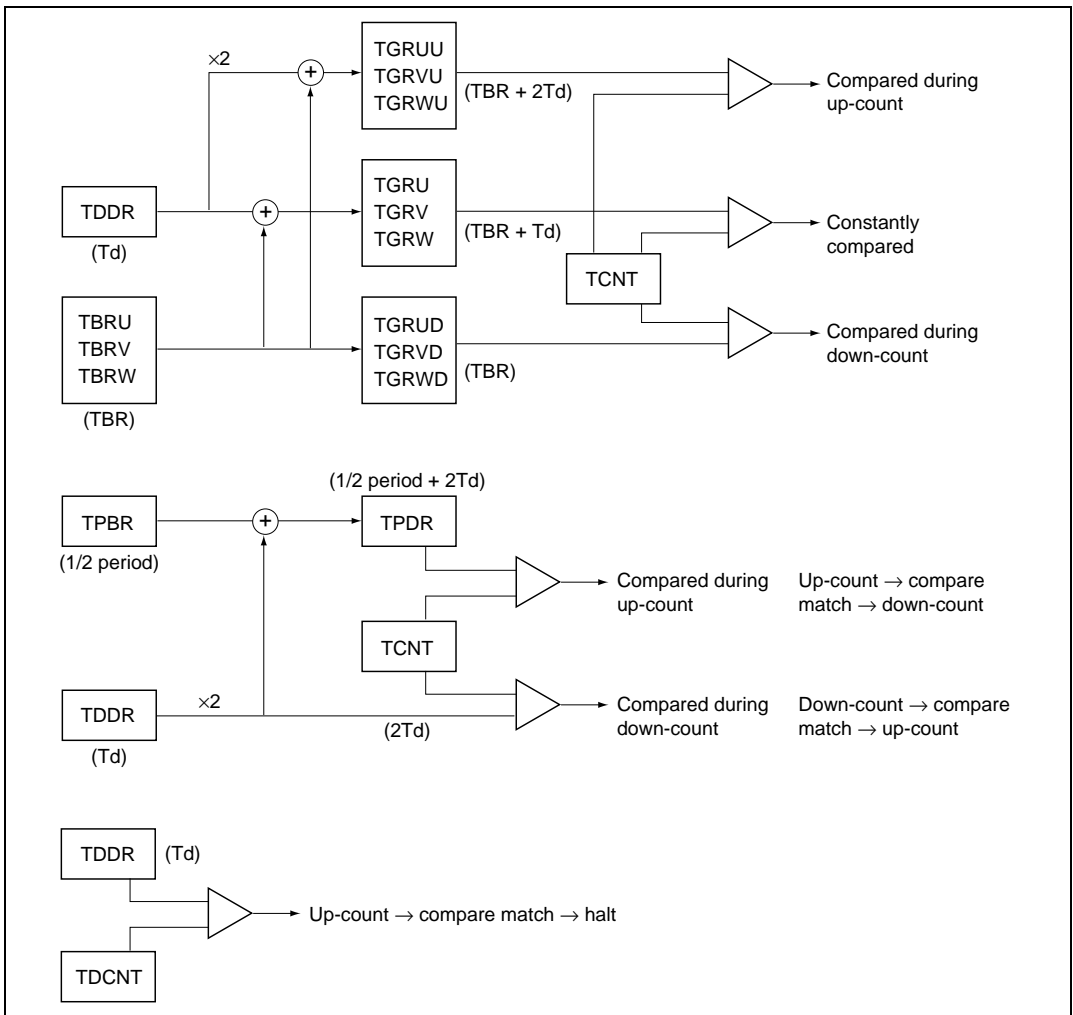 ×2
+
TGRUU
TGRVU
TGRWU
(TBR + 2Td)
Compared during
up-count
TDDR
(Td)
+
TGRU
TGRV
TGRW
(TBR + Td)
Constantly
compared
TCNT
TBRU
TBRV
TBRW
(TBR)
TGRUD
TGRVD
TGRWD
(TBR)
Compared during
down-count
(1/2 period + 2Td)
TPBR
(1/2 period)
+
TPDR
Compared during
up-count
Up-count → compare
match → down-count
TCNT
TDDR
(Td)
×2
(2Td)
Compared during
down-count
Down-count → compare
match → up-count
TDDR
(Td)
Up-count → compare match → halt
TDCNT